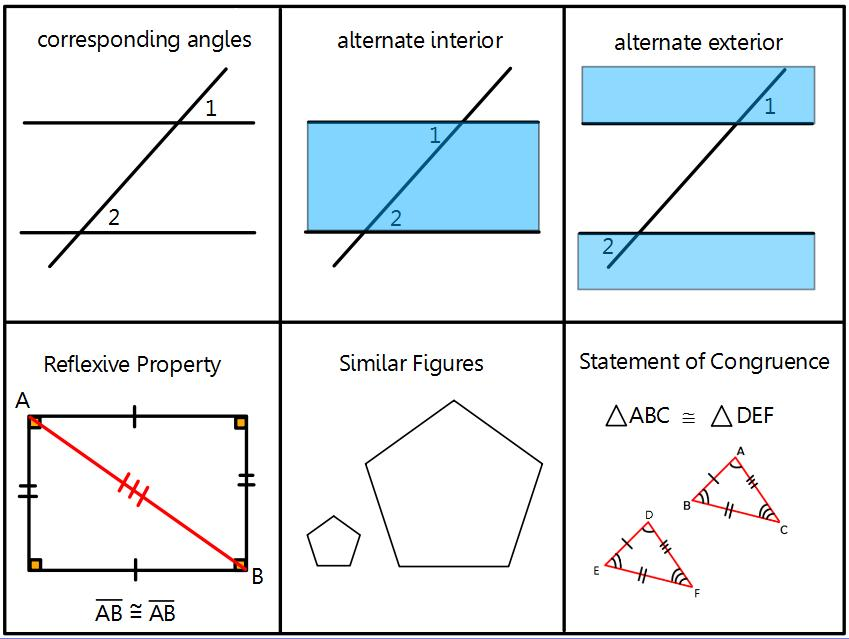 corresponding angles
1
2
alternate interior
1
2
alternate exterior
1
2
Reflexive Property
A
B
AB ≅ AB
Similar Figures
Statement of Congruence
△ABC ≅ △DEF
A
B
C
D
E
F